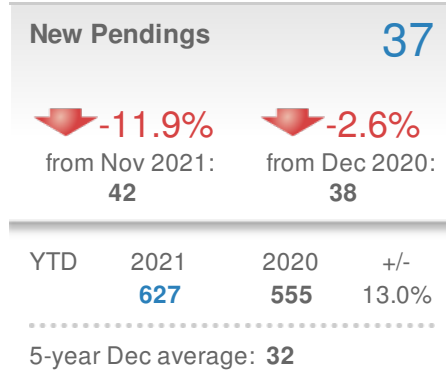 New Pendings 37
-11.9% -2.6%
from Nov 2021: from Dec 2020:
42 38
YTD 2021 2020 +/-
627 555 13.0%
5-year Dec average: 32